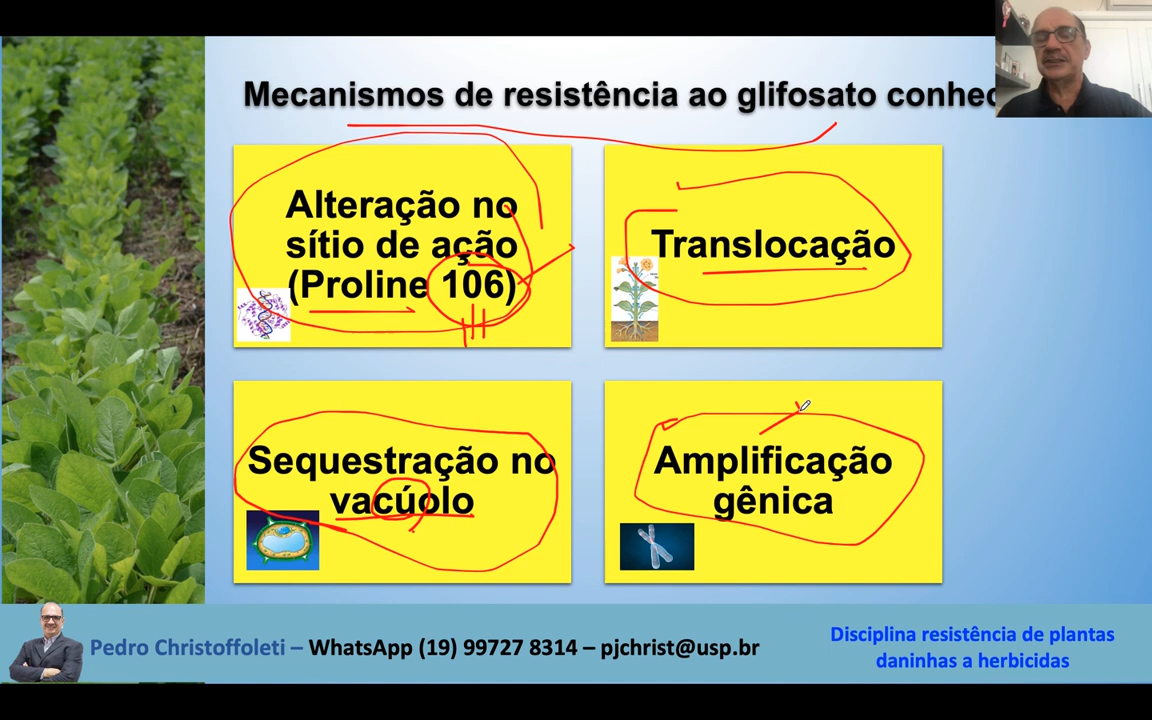 Mecanismos de resistência ao glifosato conhec
Alteração no
sítio de ação
(Proline 106)
Translocação
Sequestração no
vacúolo
Amplificação
gênica
Pedro Christoffoleti – WhatsApp (19) 99727 8314 – pjchrist@usp.br
Disciplina resistência de plantas
daninhas a herbicidas